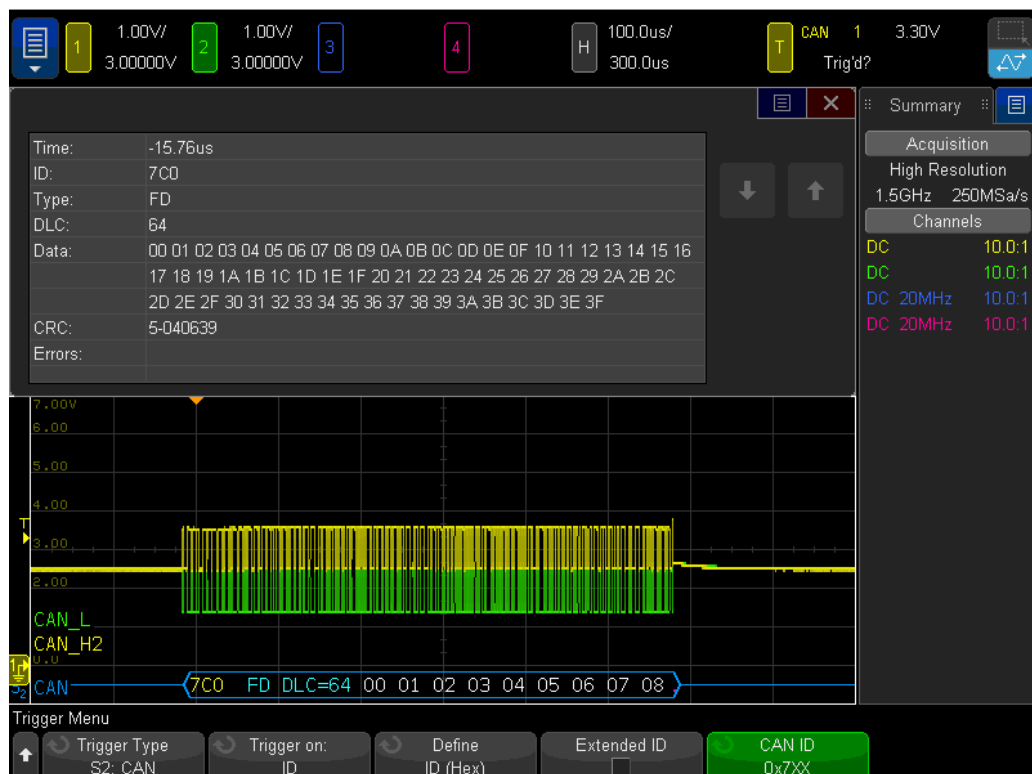 1 1.00V/ 2 1.00V/ 3 4 H 100.0us/ T CAN 1 3.30V
3.00000V 3.00000V 300.0us Trig'd?
Summary
Time: -15.76us
ID: 7C0
Type: FD
DLC: 64
Data: 00 01 02 03 04 05 06 07 08 09 0A 0B 0C 0D 0E 0F 10 11 12 13 14 15 16
17 18 19 1A 1B 1C 1D 1E 1F 20 21 22 23 24 25 26 27 28 29 2A 2B 2C
2D 2E 2F 30 31 32 33 34 35 36 37 38 39 3A 3B 3C 3D 3E 3F
CRC: 5-040639
Errors:
Acquisition
High Resolution
1.5GHz 250MSa/s
Channels
DC 10.0:1
DC 10.0:1
DC 20MHz 10.0:1
DC 20MHz 10.0:1
7.00V
6.00
5.00
4.00
T
3.00
2.00
CAN_L
CAN_H2
0.0
1
S2 CAN 7C0 FD DLC=64 00 01 02 03 04 05 06 07 08
Trigger Menu
Trigger Type Trigger on: Define Extended ID CAN ID
S2: CAN ID ID (Hex) 0x7XX